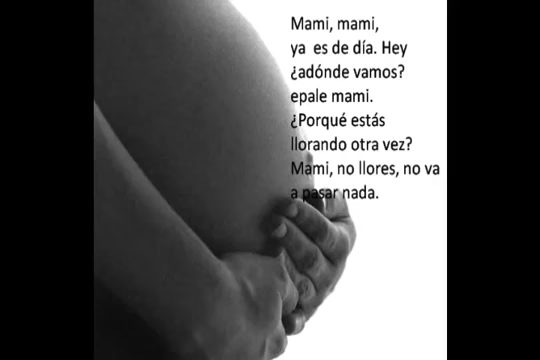 Mami, mami,
ya es de día. Hey
¿adónde vamos?
epale mami.
¿Porqué estás
llorando otra vez?
Mami, no llores, no va
a pasar nada.